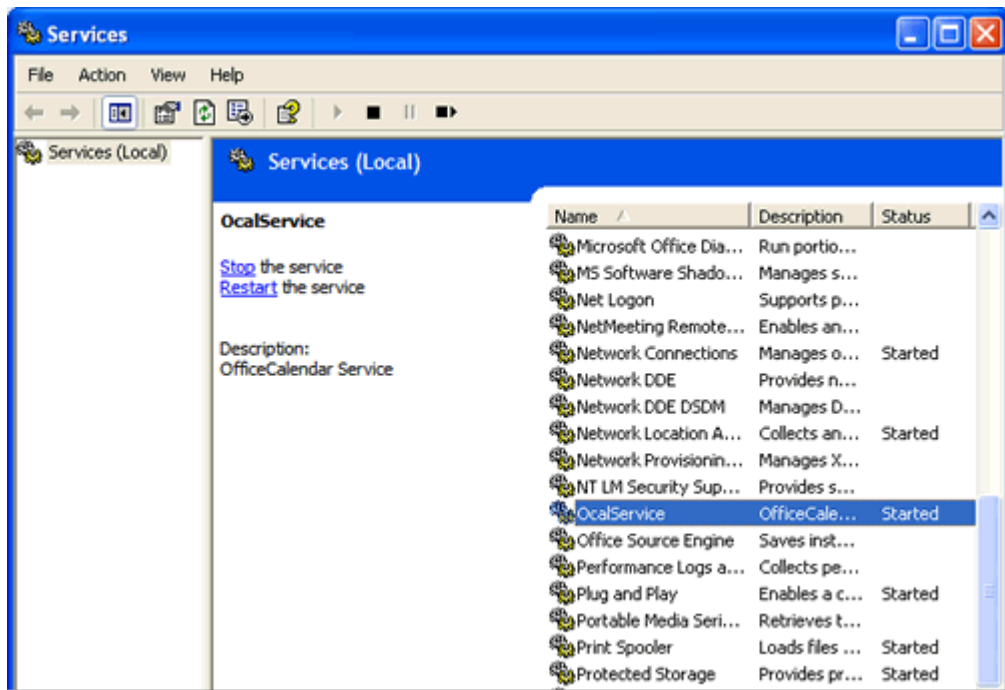 Services
File Action View Help
Services (Local)
Services (Local)
OcalService
Stop the service
Restart the service
Description:
OfficeCalendar Service
Name Description Status
Microsoft Office Dia... Run portio...
MS Software Shado... Manages s...
Net Logon Supports p...
NetMeeting Remote... Enables an...
Network Connections Manages o... Started
Network DDE Provides n...
Network DDE DSDM Manages D...
Network Location A... Collects an... Started
Network Provisionin... Manages X...
NT LM Security Sup... Provides s...
OcalService OfficeCale... Started
Office Source Engine Saves inst...
Performance Logs a... Collects pe...
Plug and Play Enables a c... Started
Portable Media Seri... Retrieves t...
Print Spooler Loads files ... Started
Protected Storage Provides pr... Started